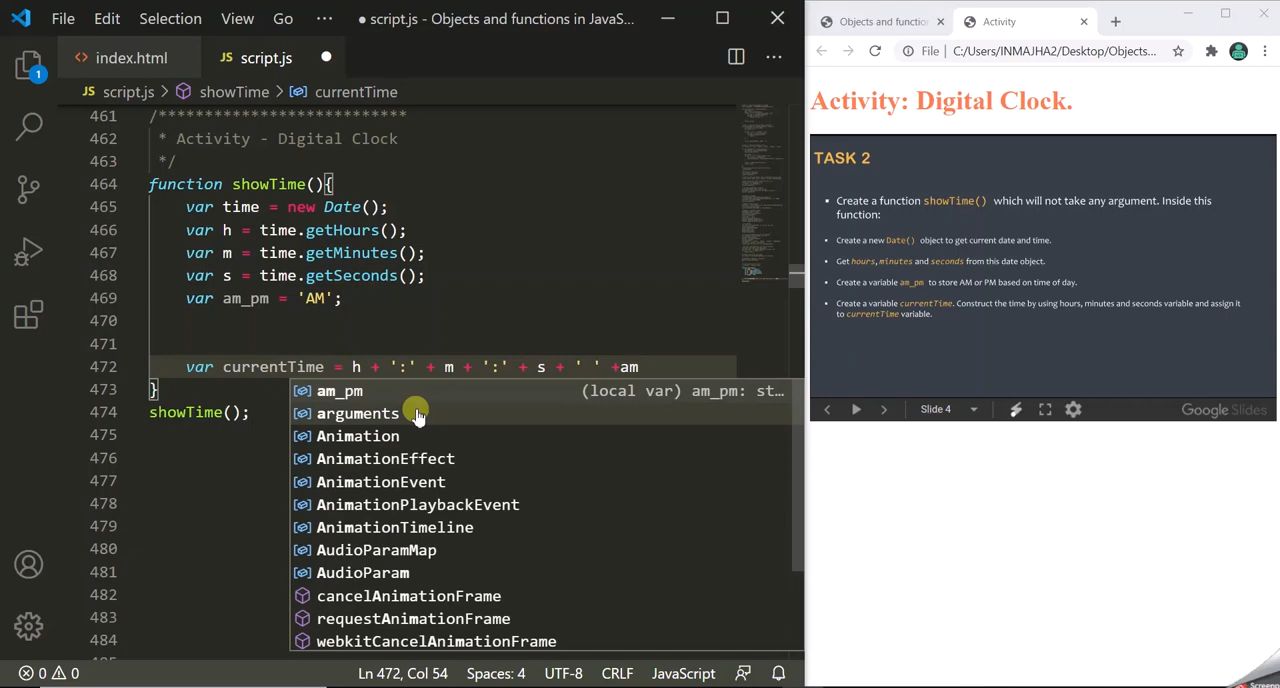 File Edit Selection View Go ··· ● script.js - Objects and functions in JavaS...
index.html
JS script.js ●
JS script.js > showTime > currentTime
461 /**************************
462 * Activity - Digital Clock
463 */
464 function showTime(){
465 var time = new Date();
466 var h = time.getHours();
467 var m = time.getMinutes();
468 var s = time.getSeconds();
469 var am_pm = 'AM';
470
471
472 var currentTime = h + ':' + m + ':' + s + ' ' +am
473 }
474 showTime();
475
476
477
478
479
480
481
482
483
484
am_pm (local var) am_pm: st...
arguments
Animation
AnimationEffect
AnimationEvent
AnimationPlaybackEvent
AnimationTimeline
AudioParamMap
AudioParam
cancelAnimationFrame
requestAnimationFrame
webkitCancelAnimationFrame
1
0 0 Ln 472, Col 54 Spaces: 4 UTF-8 CRLF JavaScript
Objects and functio
Activity
File | C:/Users/INMAJHA2/Desktop/Objects...
Activity: Digital Clock.
TASK 2
• Create a function showTime() which will not take any argument. Inside this
function:
• Create a new Date() object to get current date and time.
• Get hours, minutes and seconds from this date object.
• Create a variable am_pm to store AM or PM based on time of day.
• Create a variable currentTime. Construct the time by using hours, minutes and seconds variable and assign it
to currentTime variable.
Slide 4
Google Slides